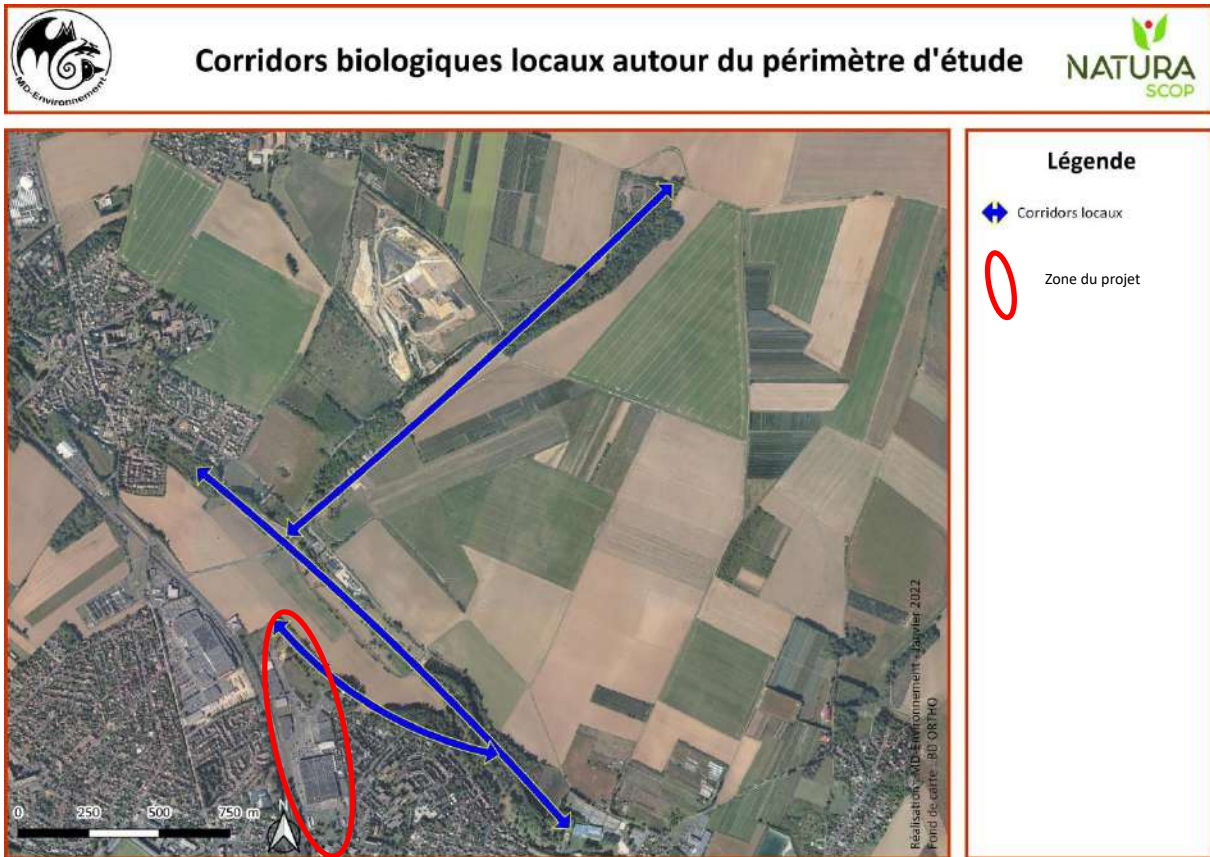 MD-Environnement
Corridors biologiques locaux autour du périmètre d'étude
NATURA
SCOP
Légende
Corridors locaux
Zone du projet
0 250 500 750 m
N
Réalisation : MD-Environnement - Janvier 2022
Fond de carte : BD ORTHO